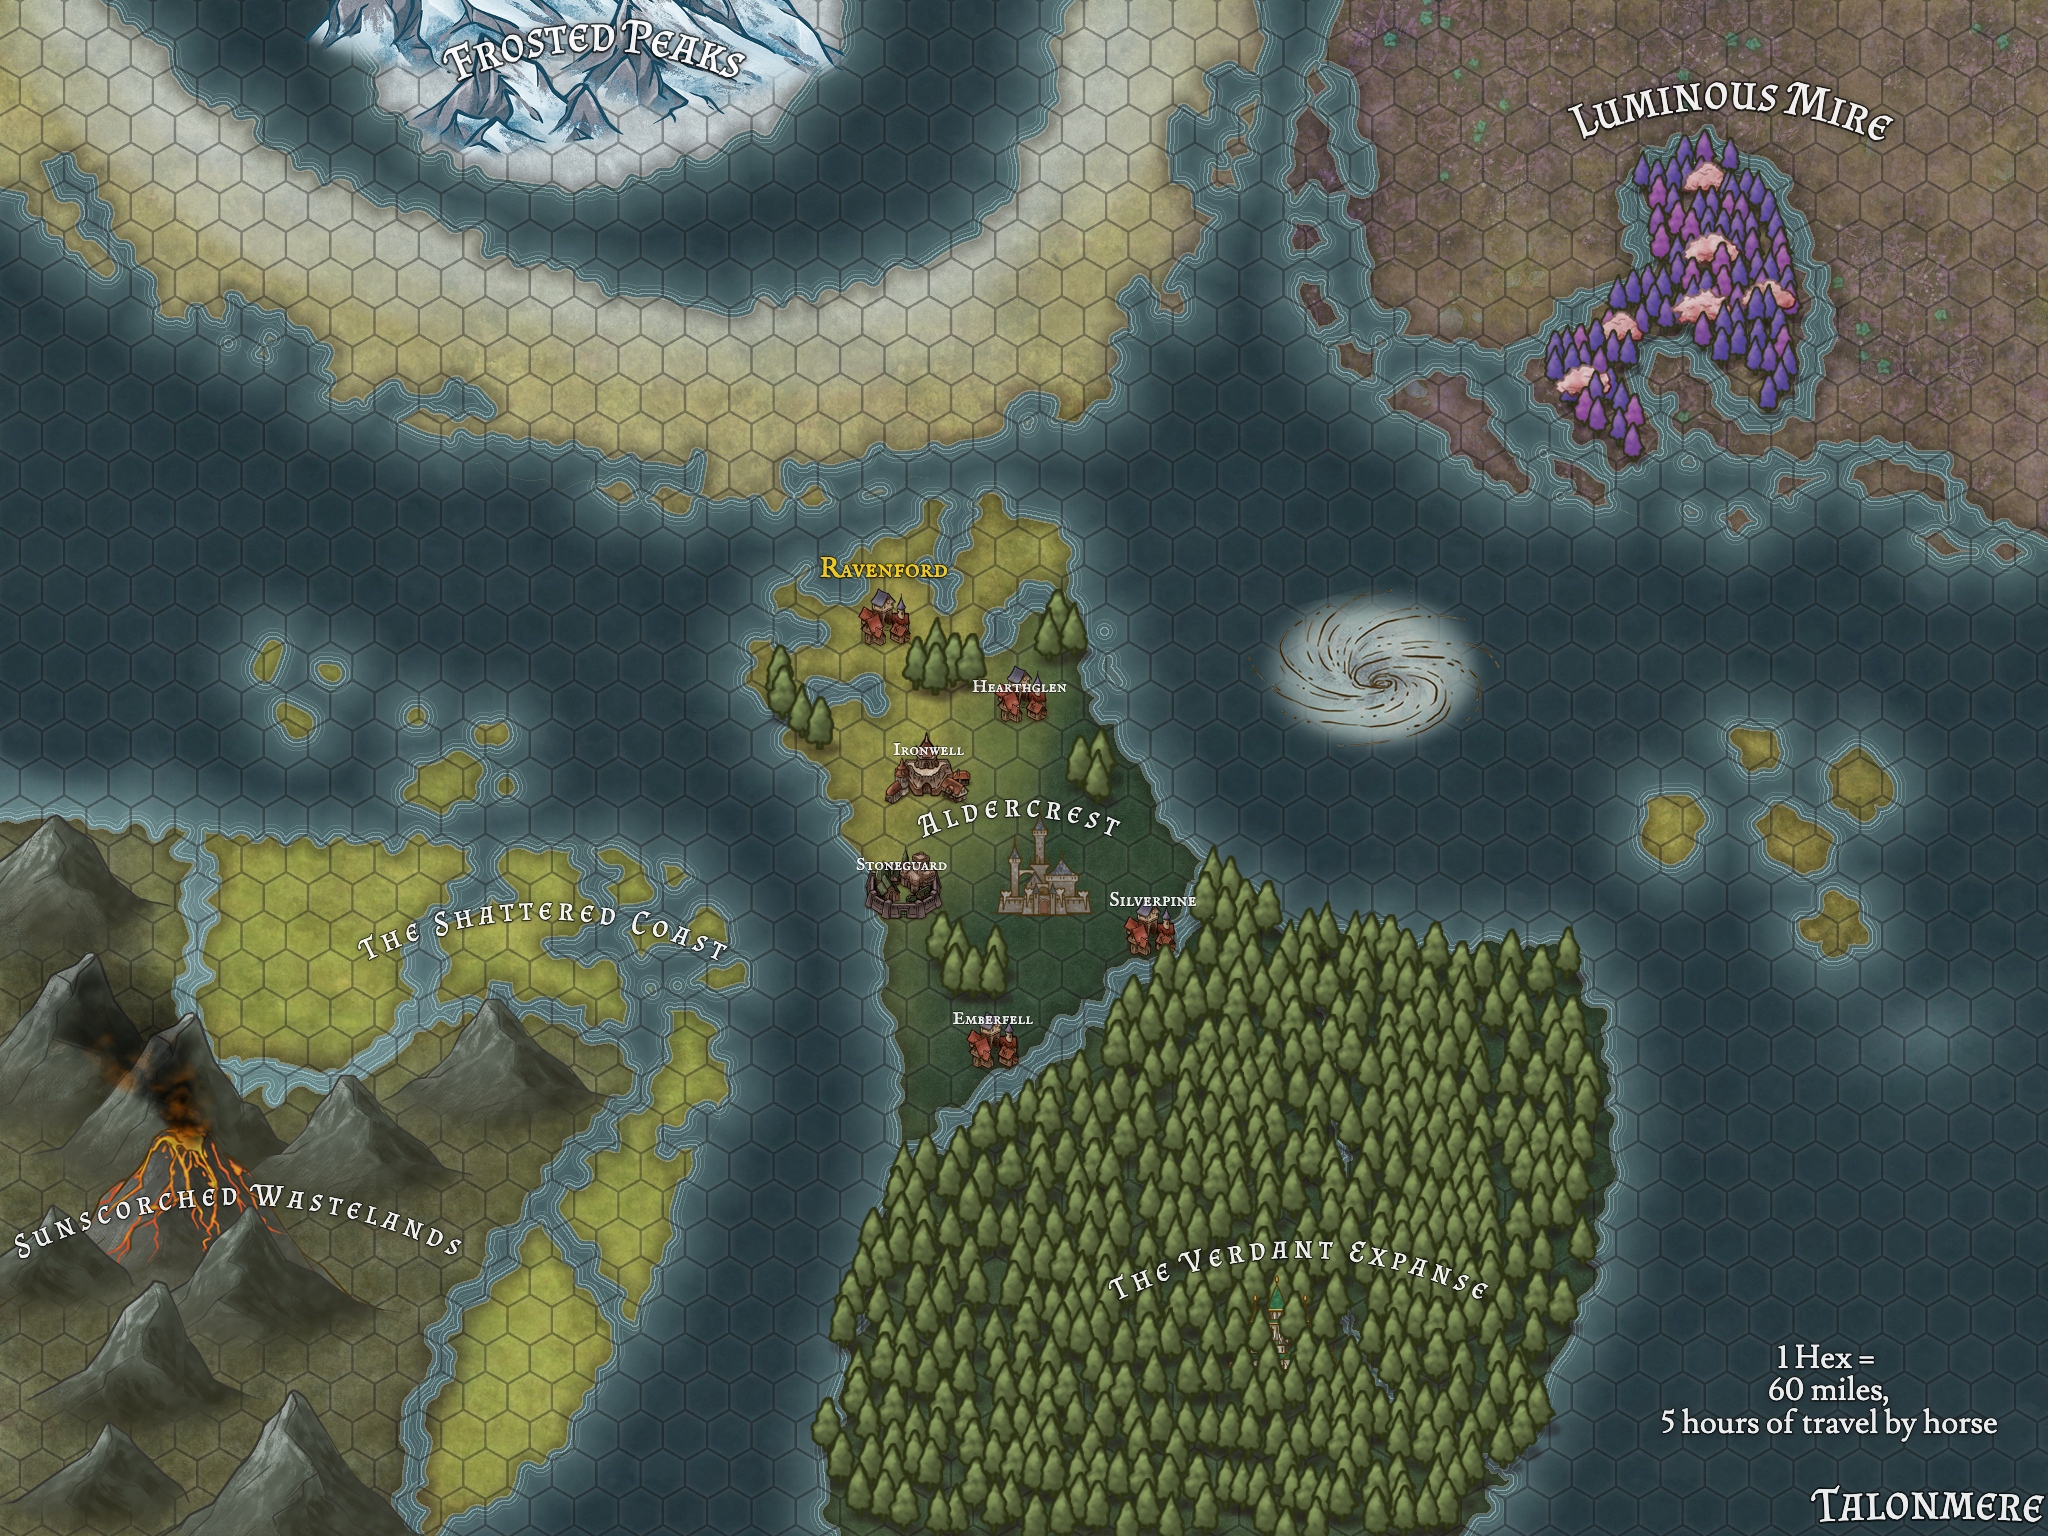 Frosted Peaks
Luminous Mire
Ravenford
Hearthglen
Ironwell
Aldercrest
Stoneguard
Silverpine
The Shattered Coast
Emberfell
Sunscorched Wastelands
The Verdant Expanse
1 Hex =
60 miles,
5 hours of travel by horse
Talonmere